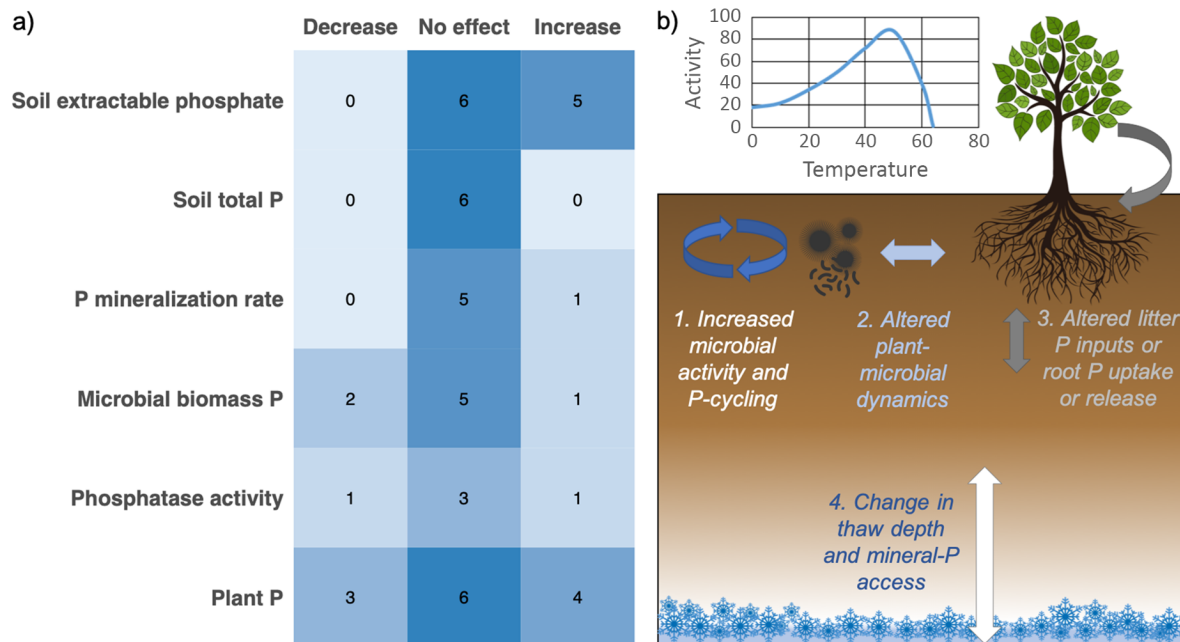 a)
Decrease No effect Increase
Soil extractable phosphate 0 6 5
Soil total P 0 6 0
P mineralization rate 0 5 1
Microbial biomass P 2 5 1
Phosphatase activity 1 3 1
Plant P 3 6 4
b)
Activity
100
80
60
40
20
0
0 20 40 60 80
Temperature
1. Increased
microbial
activity and
P-cycling
2. Altered
plant-
microbial
dynamics
3. Altered litter
P inputs or
root P uptake
or release
4. Change in
thaw depth
and mineral-P
access